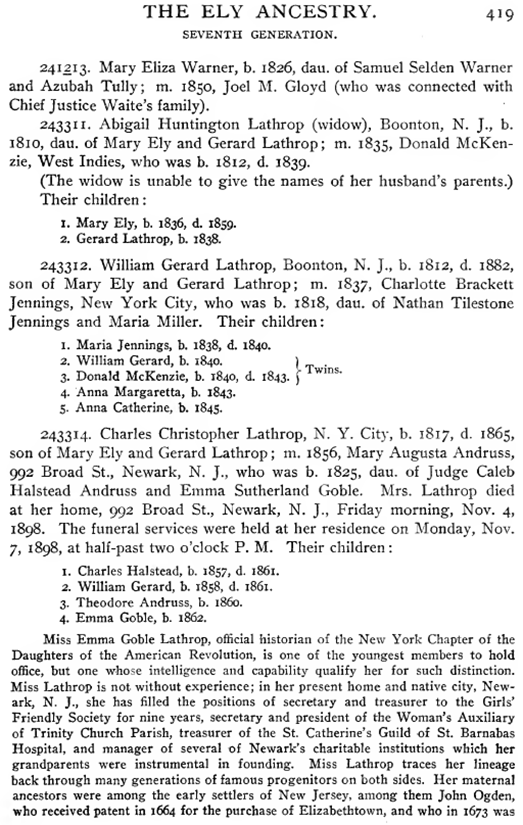 THE ELY ANCESTRY. 419
SEVENTH GENERATION.
241213. Mary Eliza Warner, b. 1826, dau. of Samuel Selden Warner
and Azubah Tully; m. 1850, Joel M. Gloyd (who was connected with
Chief Justice Waite's family).
243311. Abigail Huntington Lathrop (widow), Boonton, N. J., b.
1810, dau. of Mary Ely and Gerard Lathrop; m. 1835, Donald McKen-
zie, West Indies, who was b. 1812, d. 1839.
(The widow is unable to give the names of her husband's parents.)
Their children:
1. Mary Ely, b. 1836, d. 1859.
2. Gerard Lathrop, b. 1838.
243312. William Gerard Lathrop, Boonton, N. J., b. 1812, d. 1882,
son of Mary Ely and Gerard Lathrop; m. 1837, Charlotte Brackett
Jennings, New York City, who was b. 1818, dau. of Nathan Tilestone
Jennings and Maria Miller. Their children:
1. Maria Jennings, b. 1838, d. 1840.
2. William Gerard, b. 1840.
3. Donald McKenzie, b. 1840, d. 1843. } Twins.
4. Anna Margaretta, b. 1843.
5. Anna Catherine, b. 1845.
243314. Charles Christopher Lathrop, N. Y. City, b. 1817, d. 1865,
son of Mary Ely and Gerard Lathrop; m. 1856, Mary Augusta Andruss,
992 Broad St., Newark, N. J., who was b. 1825, dau. of Judge Caleb
Halstead Andruss and Emma Sutherland Goble. Mrs. Lathrop died
at her home, 992 Broad St., Newark, N. J., Friday morning, Nov. 4,
1898. The funeral services were held at her residence on Monday, Nov.
7, 1898, at half-past two o'clock P. M. Their children:
1. Charles Halstead, b. 1857, d. 1861.
2. William Gerard, b. 1858, d. 1861.
3. Theodore Andruss, b. 1860.
4. Emma Goble, b. 1862.
Miss Emma Goble Lathrop, official historian of the New York Chapter of the
Daughters of the American Revolution, is one of the youngest members to hold
office, but one whose intelligence and capability qualify her for such distinction.
Miss Lathrop is not without experience; in her present home and native city, New-
ark, N. J., she has filled the positions of secretary and treasurer to the Girls'
Friendly Society for nine years, secretary and president of the Woman's Auxiliary
of Trinity Church Parish, treasurer of the St. Catherine's Guild of St. Barnabas
Hospital, and manager of several of Newark's charitable institutions which her
grandparents were instrumental in founding. Miss Lathrop traces her lineage
back through many generations of famous progenitors on both sides. Her maternal
ancestors were among the early settlers of New Jersey, among them John Ogden,
who received patent in 1664 for the purchase of Elizabethtown, and who in 1673 was